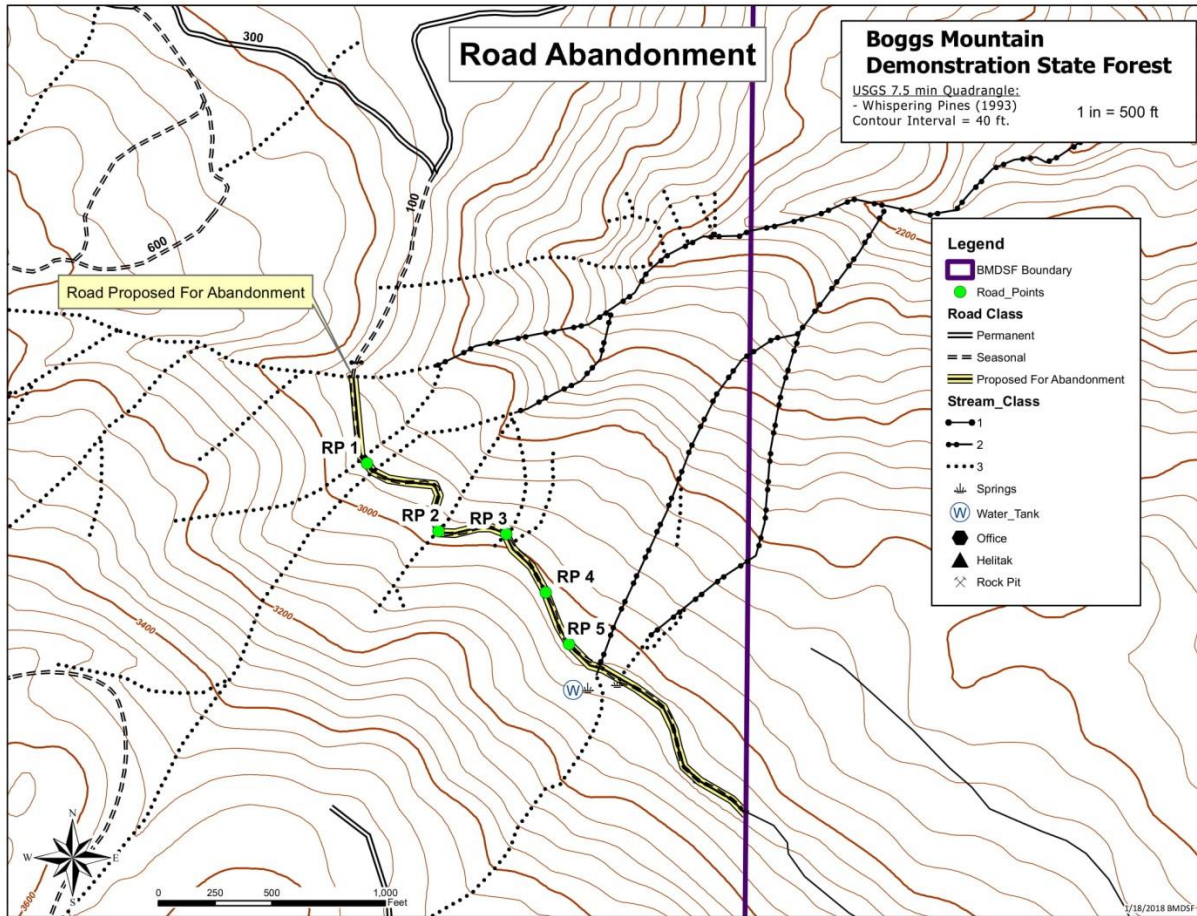 Road Abandonment
Boggs Mountain
Demonstration State Forest
USGS 7.5 min Quadrangle:
- Whispering Pines (1993)
Contour Interval = 40 ft.
1 in = 500 ft
300
100
600
Road Proposed For Abandonment
2200
RP 1
RP 2
RP 3
RP 4
RP 5
3000
3200
3400
3600
W
Legend
BMDSF Boundary
Road_Points
Road Class
Permanent
Seasonal
Proposed For Abandonment
Stream_Class
1
2
3
Springs
W Water_Tank
Office
Helitak
Rock Pit
N
W E
S
0 250 500 1,000
Feet
1/18/2018 BMDSF